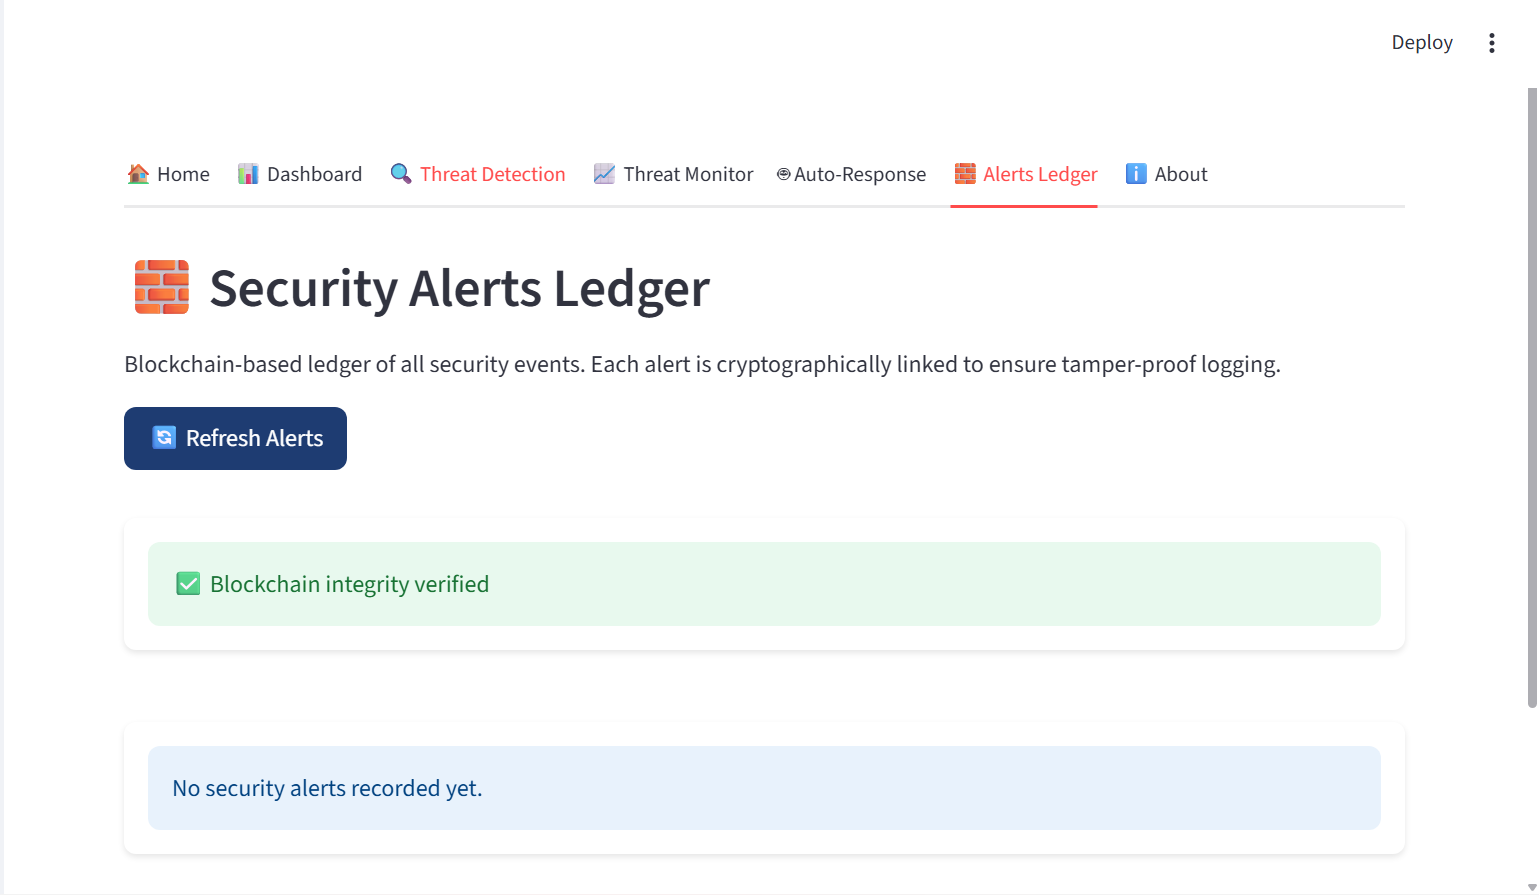 Deploy
Home Dashboard Threat Detection Threat Monitor Auto-Response Alerts Ledger About
Security Alerts Ledger
Blockchain-based ledger of all security events. Each alert is cryptographically linked to ensure tamper-proof logging.
Refresh Alerts
Blockchain integrity verified
No security alerts recorded yet.